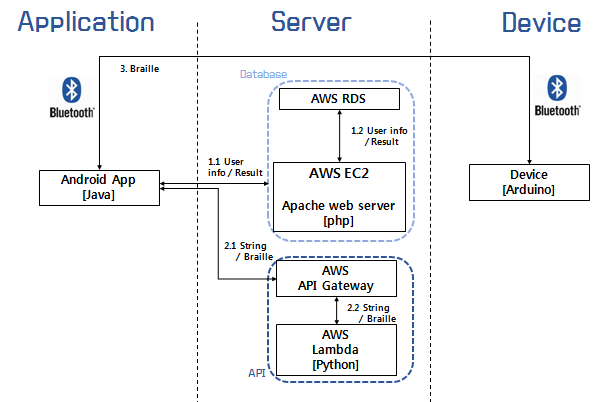 Application
Server
Device
3. Braille
Database
Bluetooth
Bluetooth
AWS RDS
1.2 User info
/ Result
1.1 User
info / Result
Android App
[Java]
AWS EC2
Apache web server
[php]
Device
[Arduino]
2.1 String
/ Braille
AWS
API Gateway
2.2 String
/ Braille
AWS
Lambda
[Python]
API